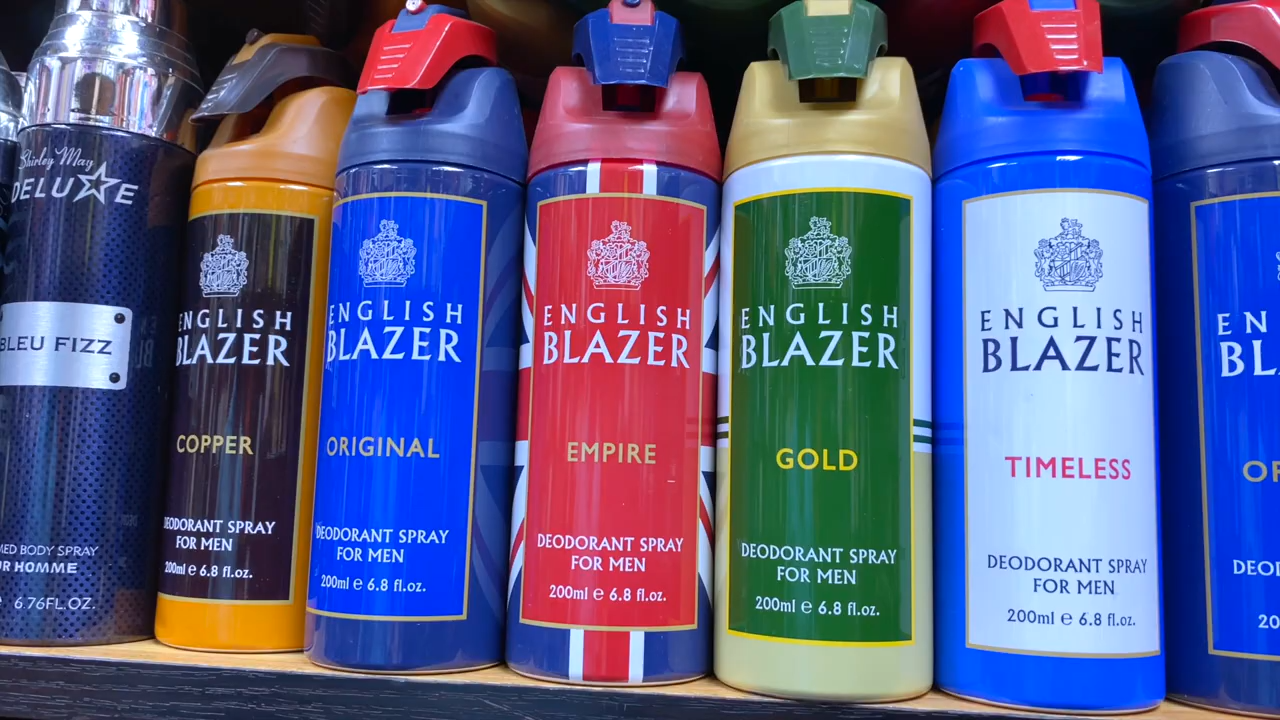 Shirley May
DELUXE
BLEU FIZZ
BODY SPRAY
HOMME
6.76FL.OZ.
ENGLISH
BLAZER
COPPER
DEODORANT SPRAY
FOR MEN
200ml e 6.8 fl.oz.
ENGLISH
BLAZER
ORIGINAL
DEODORANT SPRAY
FOR MEN
200ml e 6.8 fl.oz.
ENGLISH
BLAZER
EMPIRE
DEODORANT SPRAY
FOR MEN
200ml e 6.8 fl.oz.
ENGLISH
BLAZER
GOLD
DEODORANT SPRAY
FOR MEN
200ml e 6.8 fl.oz.
ENGLISH
BLAZER
TIMELESS
DEODORANT SPRAY
FOR MEN
200ml e 6.8 fl.oz.